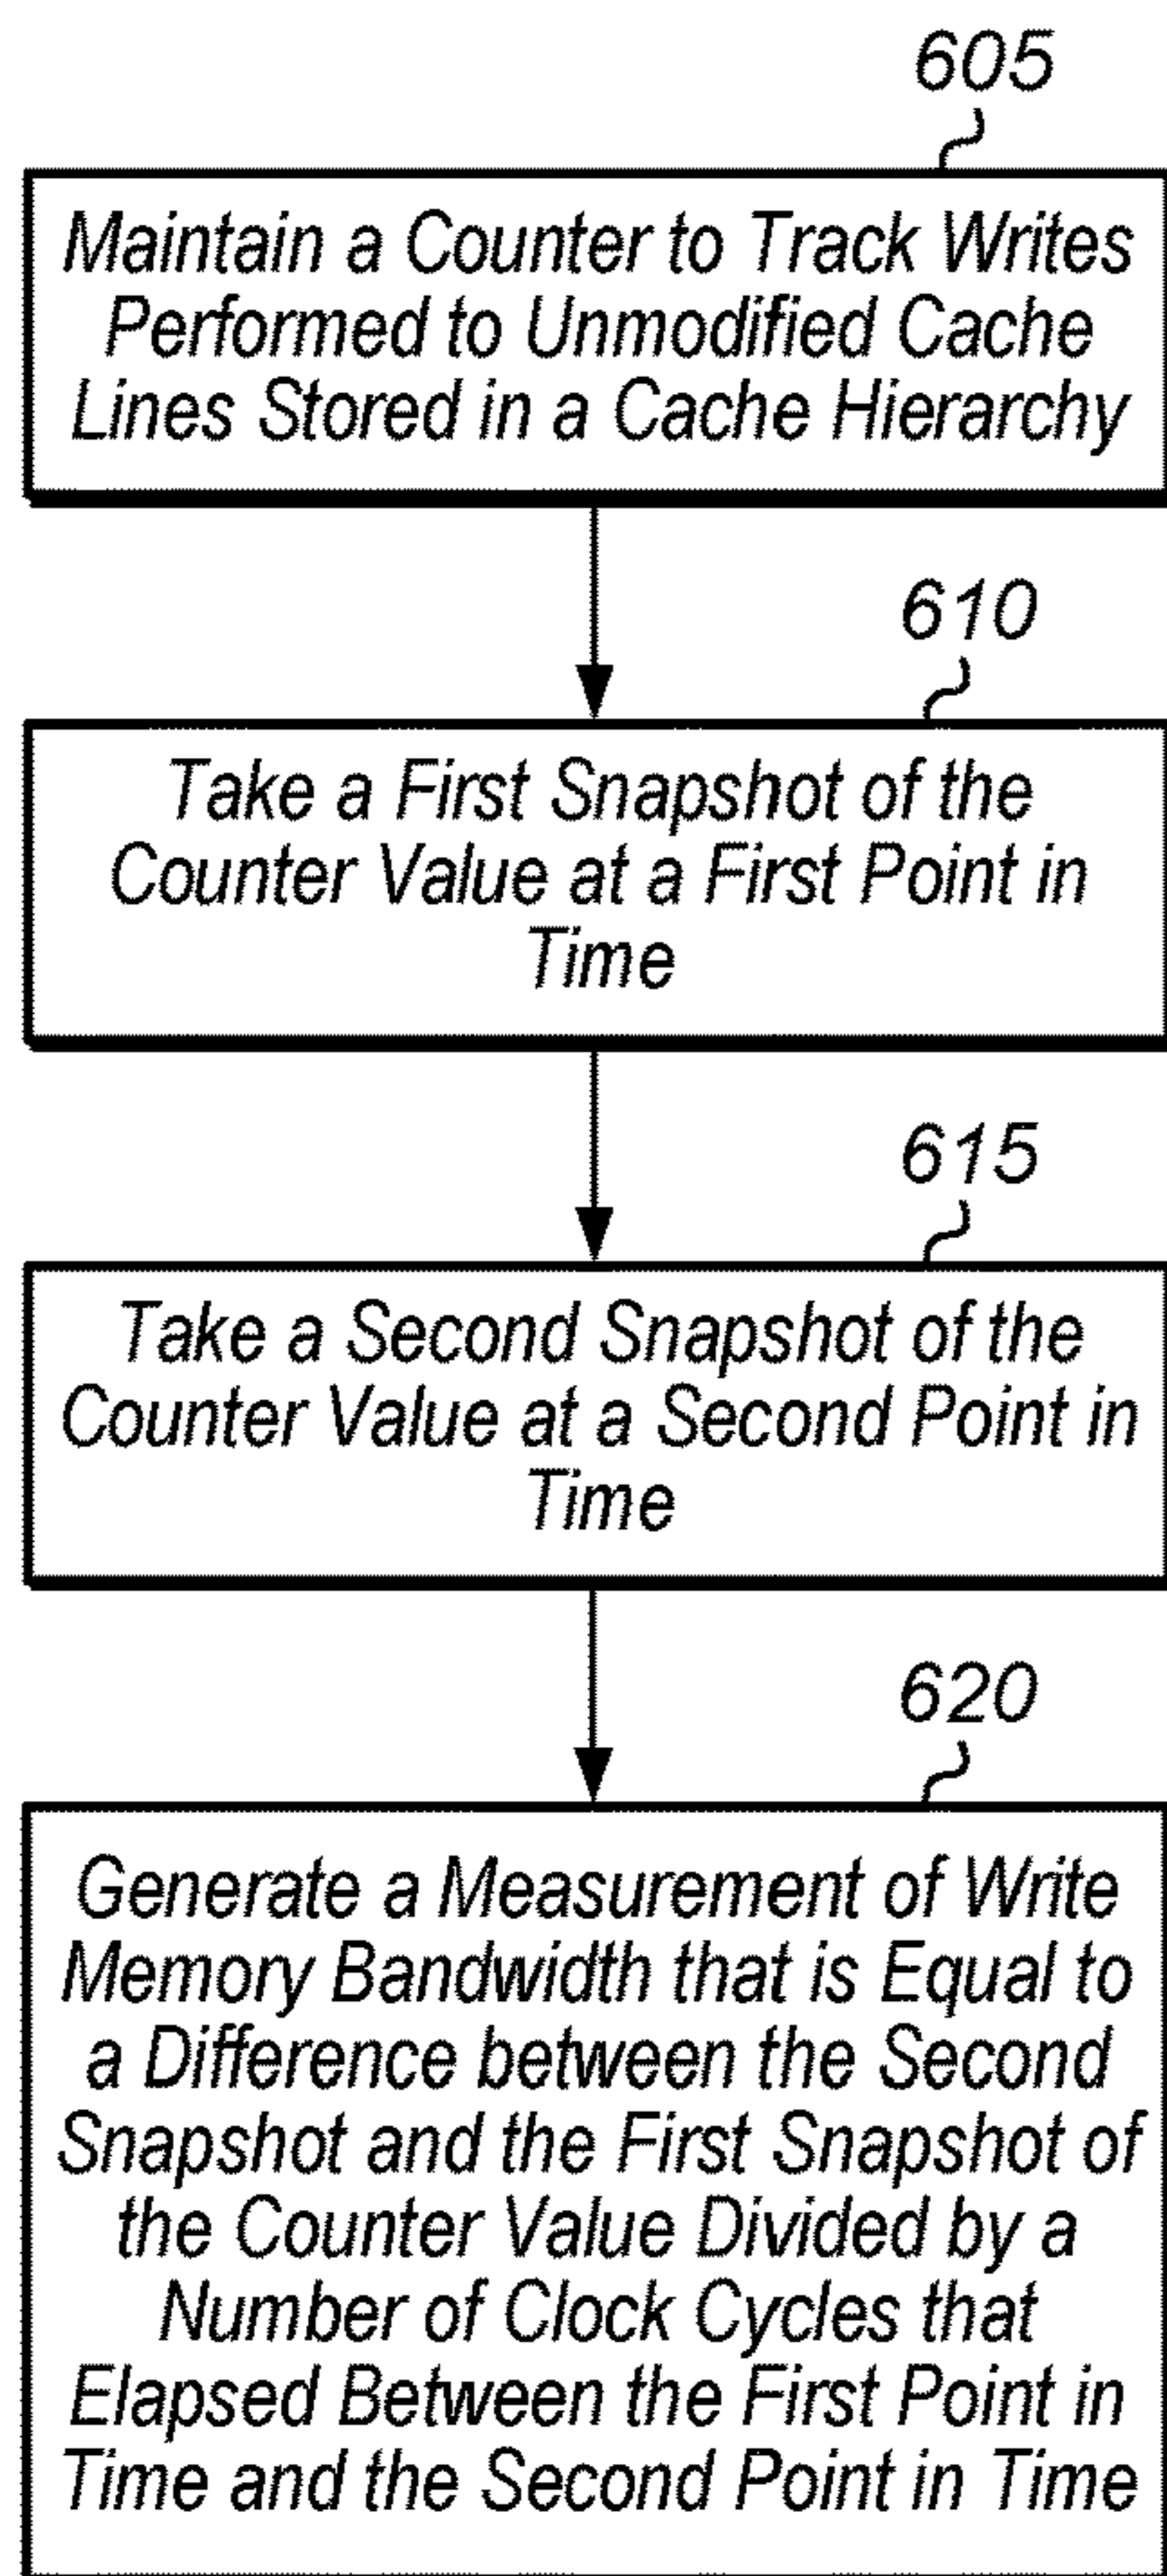 605
Maintain a Counter to Track Writes
Performed to Unmodified Cache
Lines Stored in a Cache Hierarchy
610
Take a First Snapshot of the
Counter Value at a First Point in
Time
615
Take a Second Snapshot of the
Counter Value at a Second Point in
Time
620
Generate a Measurement of Write
Memory Bandwidth that is Equal to
a Difference between the Second
Snapshot and the First Snapshot of
the Counter Value Divided by a
Number of Clock Cycles that
Elapsed Between the First Point in
Time and the Second Point in Time